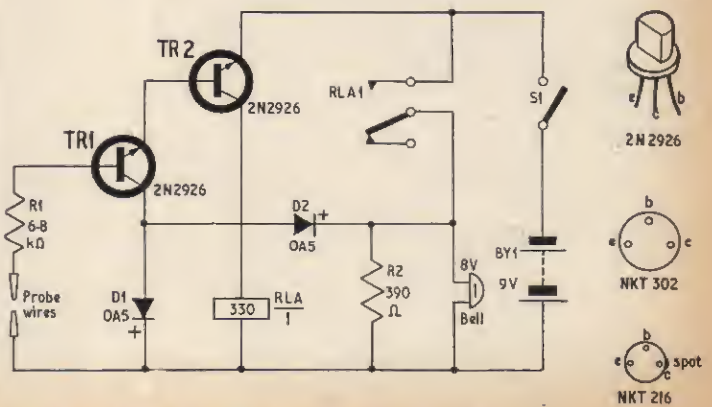 TR2
2N2926
TR1
2N2926
R1
6-8
kΩ
Probe
wires
D1
OA5
+
D2
OA5
+
330
RLA
1
RLA1
R2
390
Ω
8V
Bell
S1
BY1
9V
e
c
b
2N2926
b
e
c
NKT 302
b
e
c
spot
NKT 216